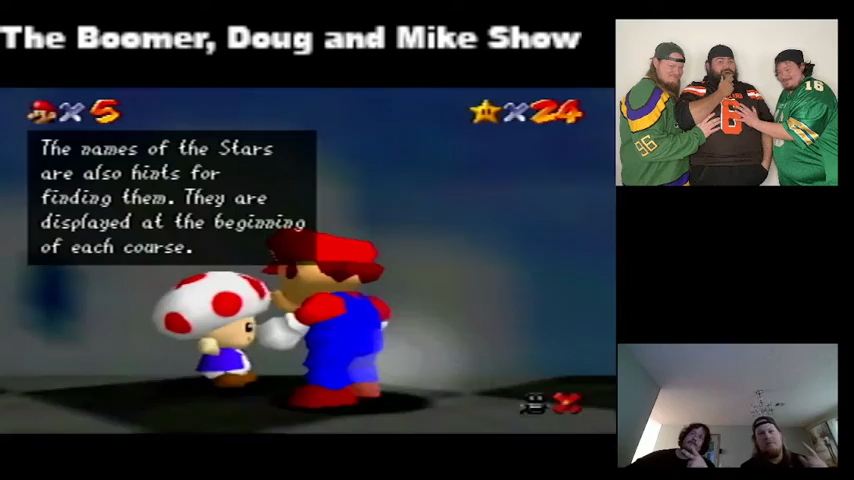 The Boomer, Doug and Mike Show
5
24
The names of the Stars
are also hints for
finding them. They are
displayed at the beginning
of each course.
96
6
16